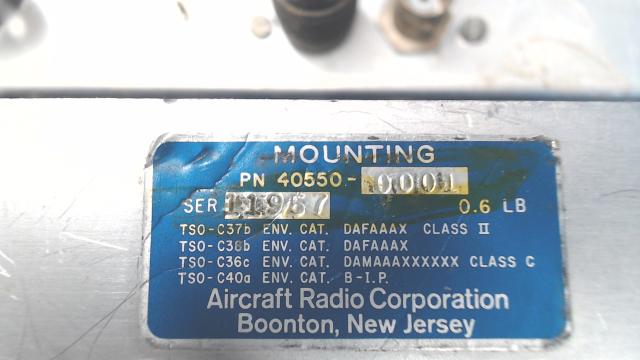 MOUNTING
PN 40550-0001
SER 11967 0.6 LB
TSO-C37b ENV. CAT. DAFAAAX CLASS II
TSO-C38b ENV. CAT. DAFAAAX
TSO-C36c ENV. CAT. DAMAAAXXXXXX CLASS C
TSO-C40a ENV. CAT. B-I.P.
Aircraft Radio Corporation
Boonton, New Jersey